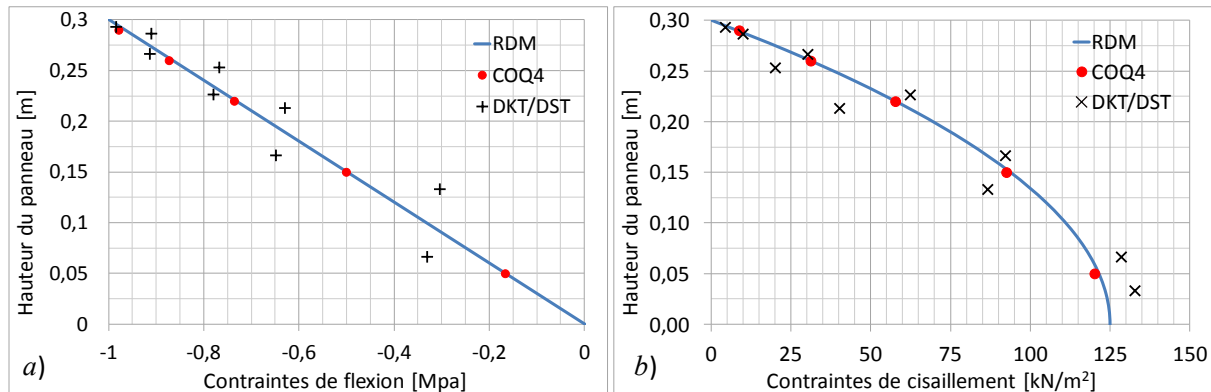 0,3
0,25
0,2
0,15
0,1
0,05
0
Hauteur du panneau [m]
-1
-0,8
-0,6
-0,4
-0,2
0
Contraintes de flexion [Mpa]
RDM
COQ4
DKT/DST
a)
0,30
0,25
0,20
0,15
0,10
0,05
0,00
Hauteur du panneau [m]
0
25
50
75
100
125
150
Contraintes de cisaillement [kN/m²]
RDM
COQ4
DKT/DST
b)